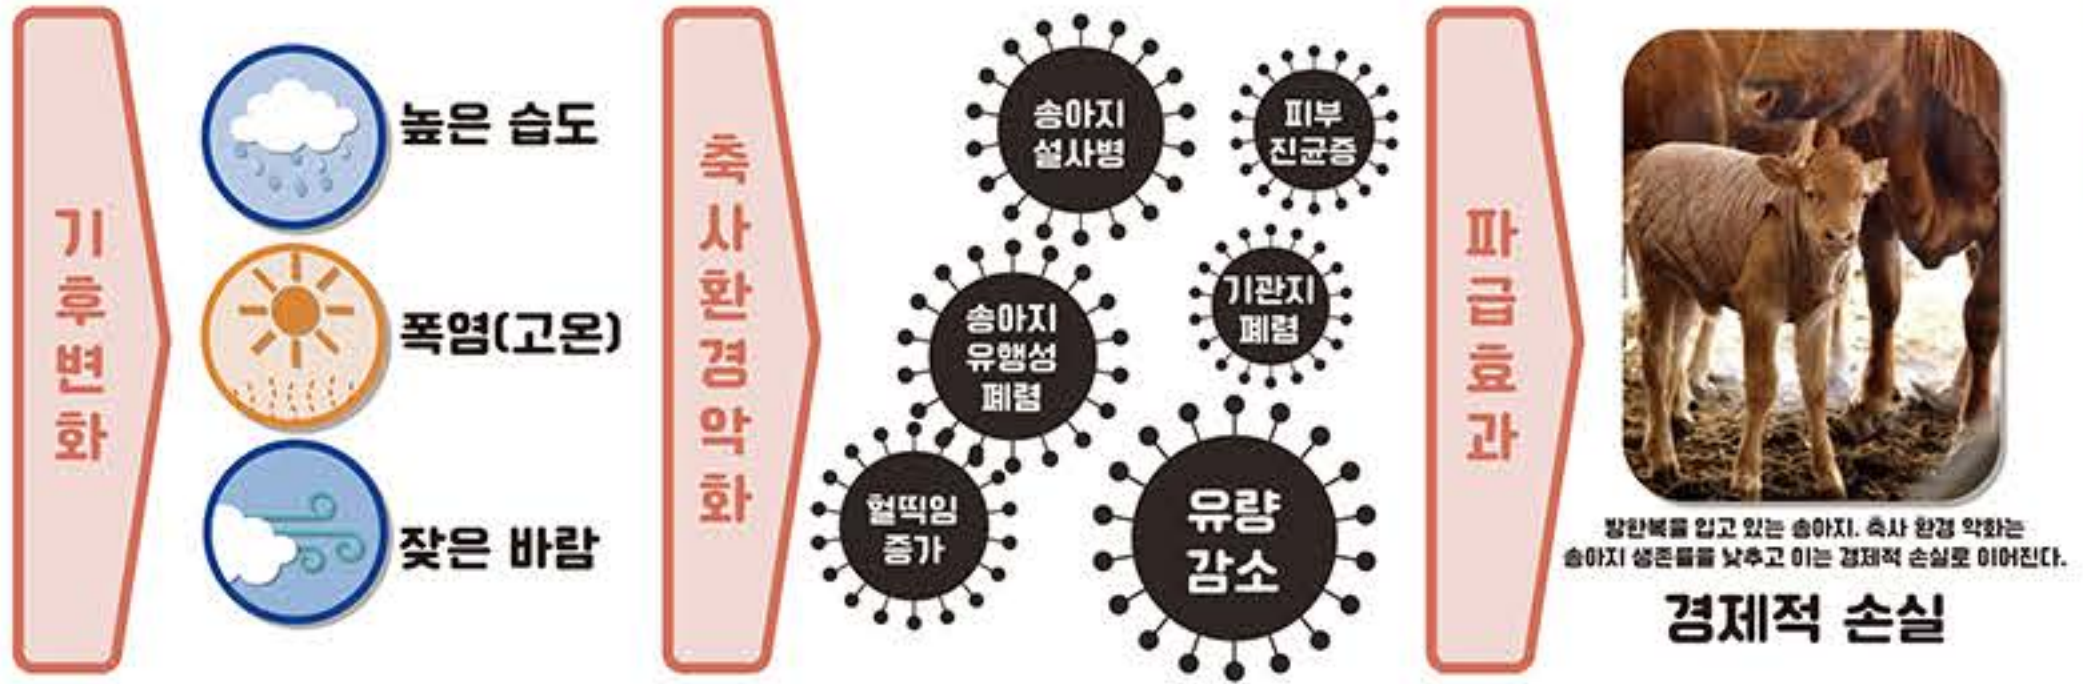 기후변화
높은 습도
폭염(고온)
잦은 바람
축사환경악화
송아지
설사병
피부
진균증
송아지
유행성
폐렴
기관지
폐렴
헐떡임
증가
유량
감소
파급효과
방한복을 입고 있는 송아지. 축사 환경 악화는
송아지 생존률을 낮추고 이는 경제적 손실로 이어진다.
경제적 손실